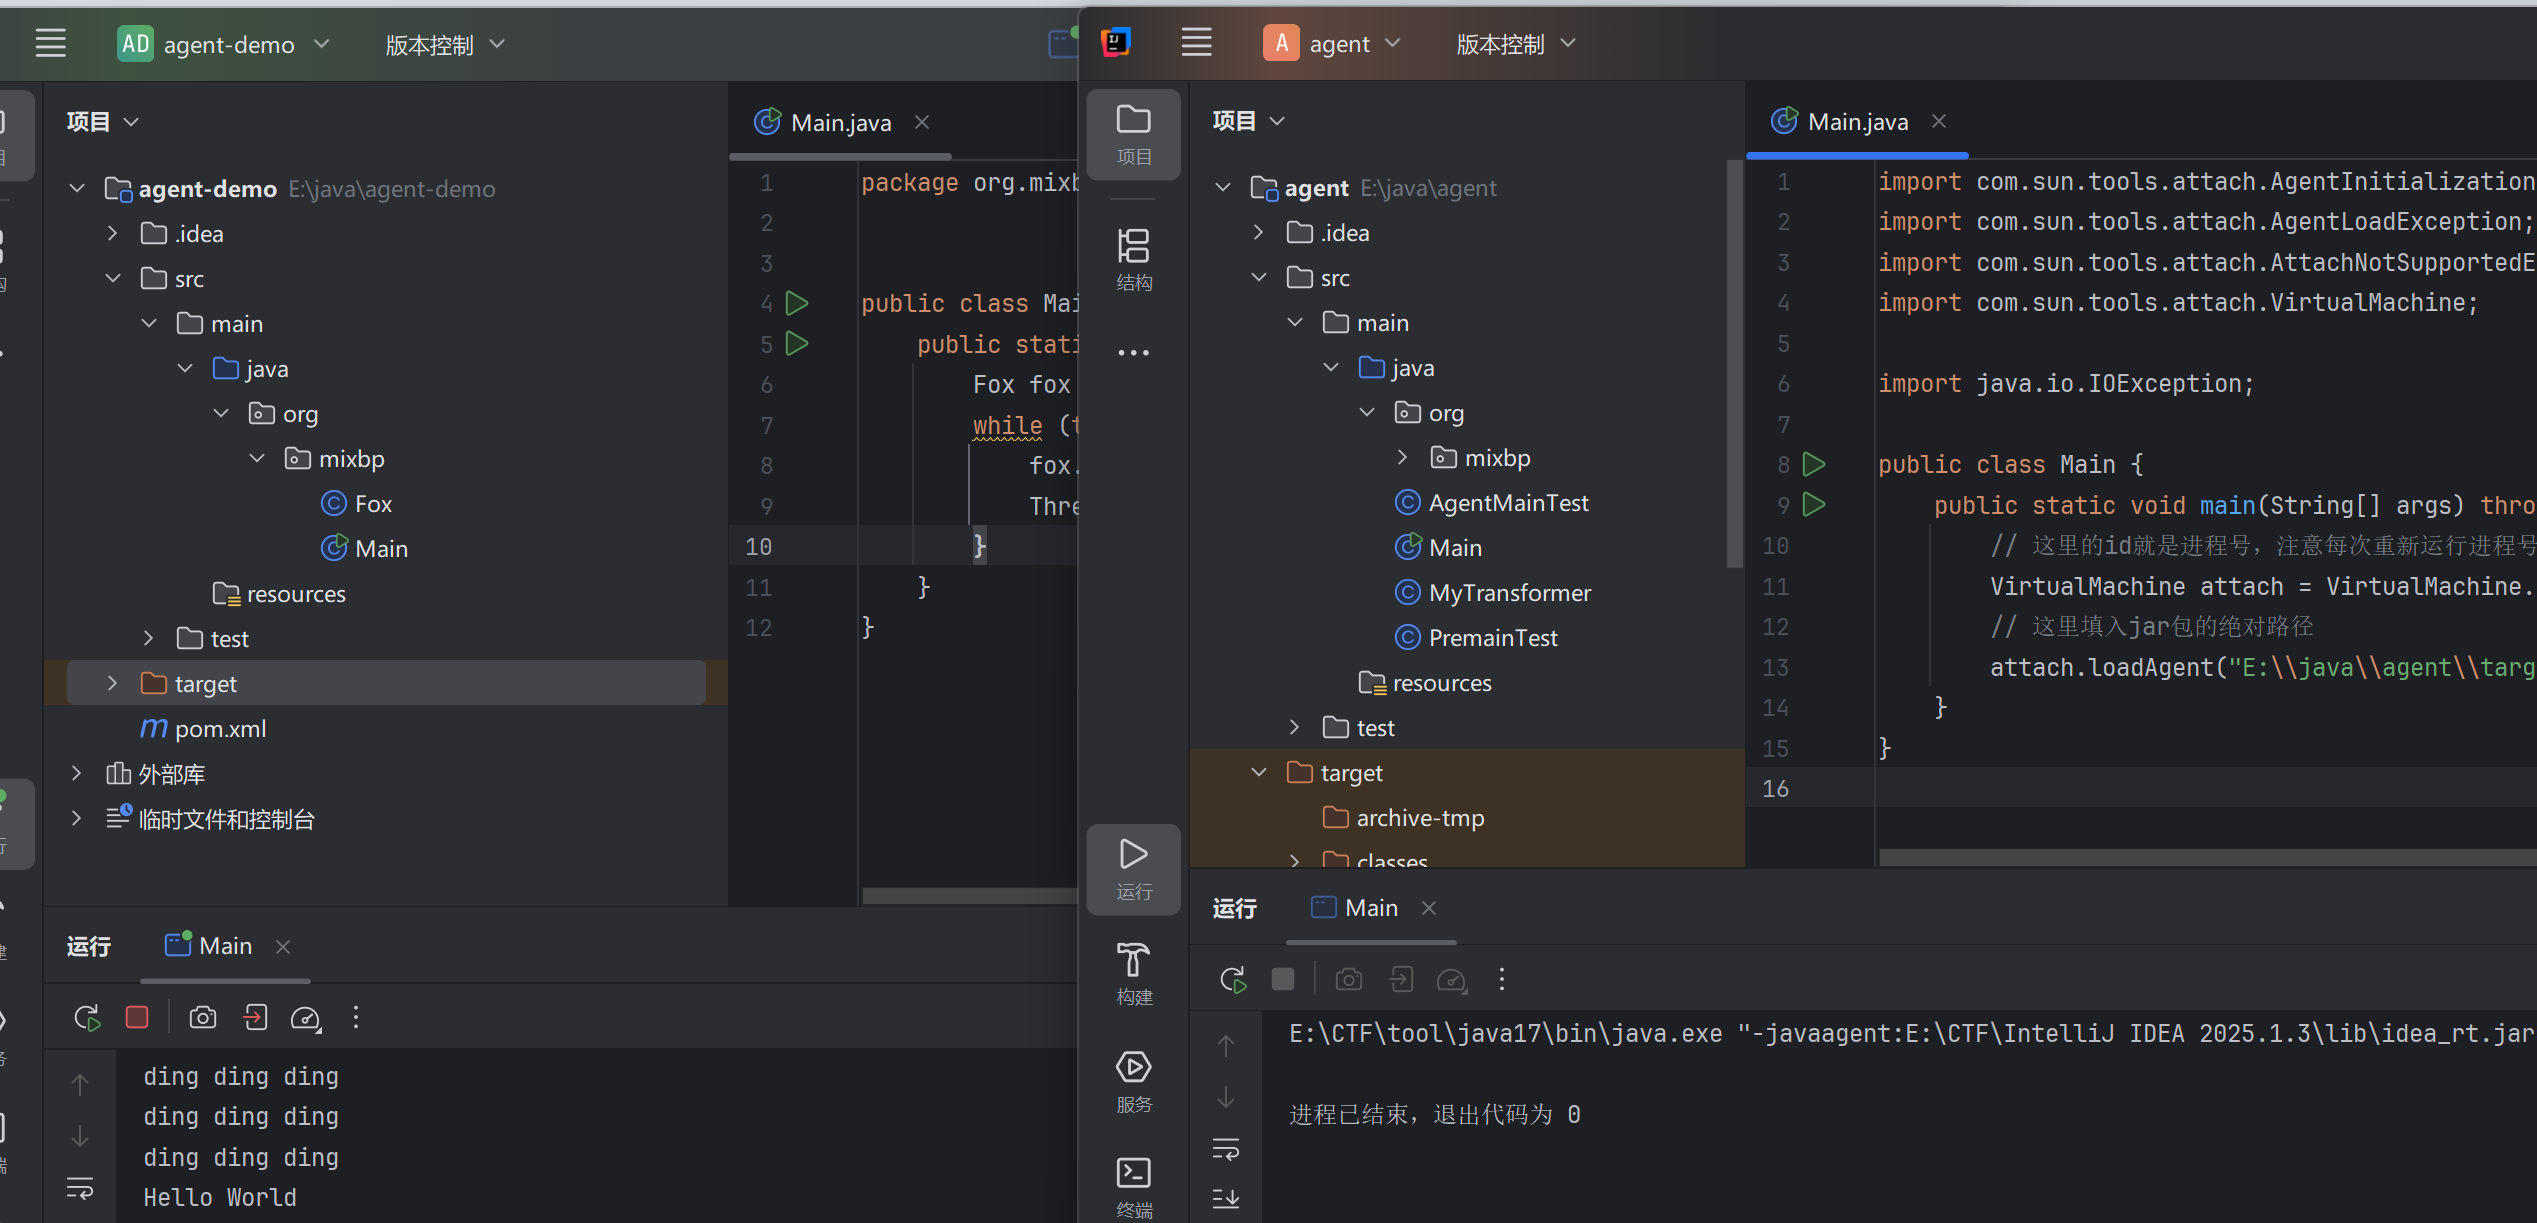 AD agent-demo 版本控制
项目
agent-demo E:\java\agent-demo
.idea
src
main
java
org
mixbp
Fox
Main
resources
test
target
pom.xml
外部库
临时文件和控制台
Main.java
1 package org.mixb
2
3
4 public class Mai
5 public stati
6 Fox fox
7 while (t
8 fox.
9 Thre
10 }
11 }
12 }
运行 Main
ding ding ding
ding ding ding
ding ding ding
Hello World
IJ A agent 版本控制
项目
结构
运行
构建
服务
终端
项目
agent E:\java\agent
.idea
src
main
java
org
mixbp
AgentMainTest
Main
MyTransformer
PremainTest
resources
test
target
archive-tmp
classes
Main.java
1 import com.sun.tools.attach.AgentInitialization
2 import com.sun.tools.attach.AgentLoadException;
3 import com.sun.tools.attach.AttachNotSupportedE
4 import com.sun.tools.attach.VirtualMachine;
5
6 import java.io.IOException;
7
8 public class Main {
9 public static void main(String[] args) thro
10 // 这里的id就是进程号，注意每次重新运行进程号
11 VirtualMachine attach = VirtualMachine.
12 // 这里填入jar包的绝对路径
13 attach.loadAgent("E:\\java\\agent\\targ
14 }
15 }
16
运行 Main
E:\CTF\tool\java17\bin\java.exe "-javaagent:E:\CTF\IntelliJ IDEA 2025.1.3\lib\idea_rt.jar
进程已结束，退出代码为 0